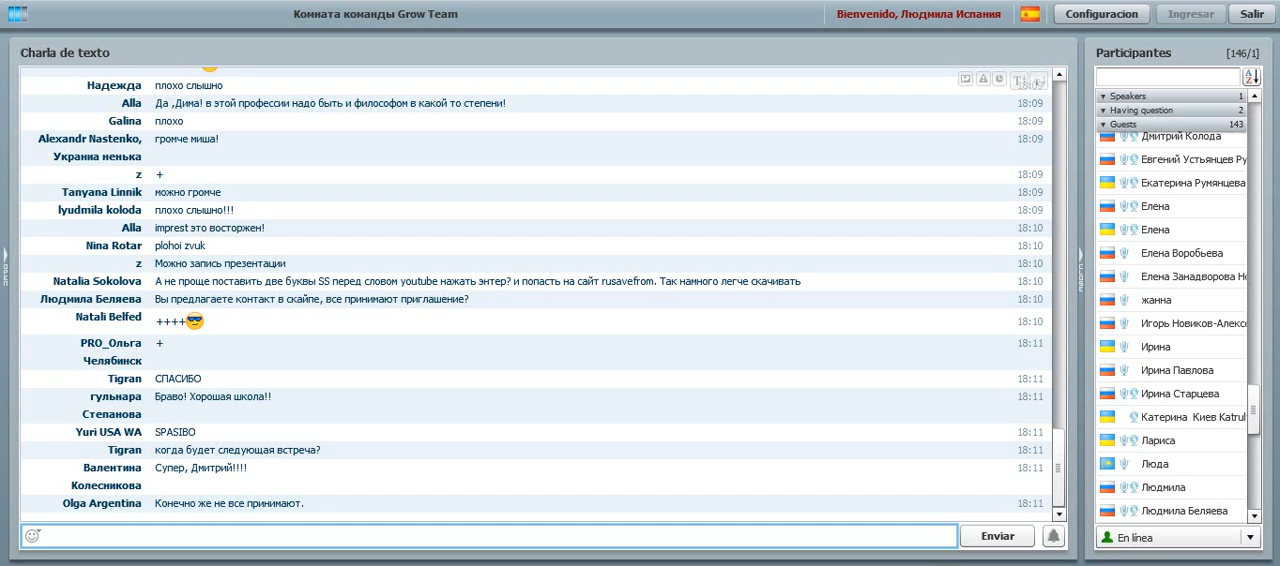 Комната команды Grow Team
Bienvenido, Людмила Испания
Configuracion
Ingresar
Salir
Charla de texto
Надежда плохо слышно 18:09
Alla Да ,Дима! в этой профессии надо быть и философом в какой то степени! 18:09
Galina плохо 18:09
Alexandr Nastenko, громче миша! 18:09
Украниа ненька
z + 18:09
Tanyana Linnik можно громче 18:09
lyudmila koloda плохо слышно!!! 18:09
Alla imprest это восторжен! 18:10
Nina Rotar plohoi zvuk 18:10
z Можно запись презентации 18:10
Natalia Sokolova А не проще поставить две буквы SS перед словом youtube нажать энтер? и попасть на сайт rusavefrom. Так намного легче скачивать 18:10
Людмила Беляева Вы предлагаете контакт в скайпе, все принимают приглашение? 18:10
Natali Belfed ++++ 18:10
PRO_Ольга + 18:11
Челябинск
Tigran СПАСИБО 18:11
гульнара Браво! Хорошая школа!! 18:11
Степанова
Yuri USA WA SPASIBO 18:11
Tigran когда будет следующая встреча? 18:11
Валентина Супер, Дмитрий!!!! 18:11
Колесникова
Olga Argentina Конечно же не все принимают. 18:11
Enviar
Participantes [146/1]
Speakers 1
Having question 2
Guests 143
Дмитрий Колода
Евгений Устьянцев Ру
Екатерина Румянцева
Елена
Елена
Елена Воробьева
Елена Занадворова Но
жанна
Игорь Новиков-Алекс
Ирина
Ирина Павлова
Ирина Старцева
Катерина Киев Katrul
Лариса
Люда
Людмила
Людмила Беляева
En línea